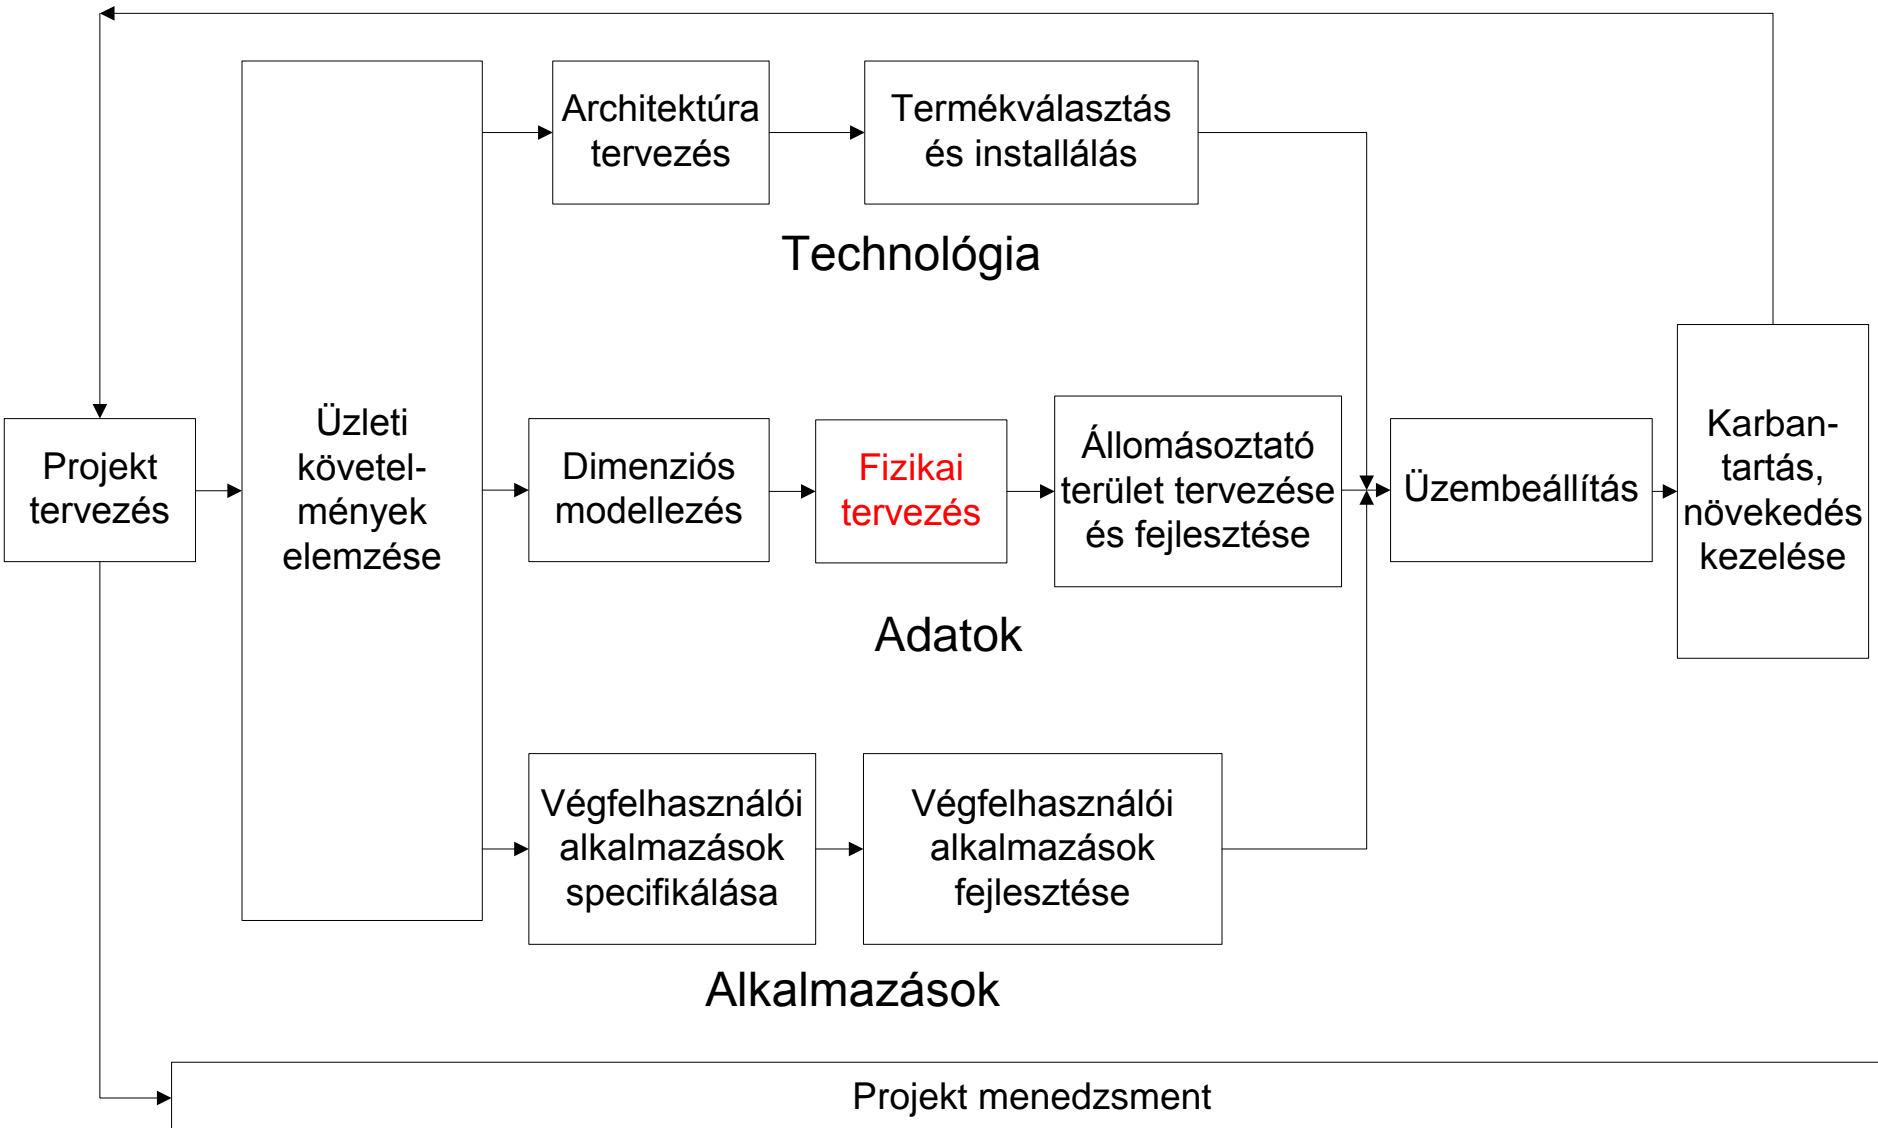 Projekt
tervezés
Üzleti
követel-
mények
elemzése
Architektúra
tervezés
Termékválasztás
és installálás
Technológia
Dimenziós
modellezés
Fizikai
tervezés
Állomásoztató
terület tervezése
és fejlesztése
Adatok
Végfelhasználói
alkalmazások
specifikálása
Végfelhasználói
alkalmazások
fejlesztése
Alkalmazások
Üzembeállítás
Karban-
tartás,
növekedés
kezelése
Projekt menedzsment